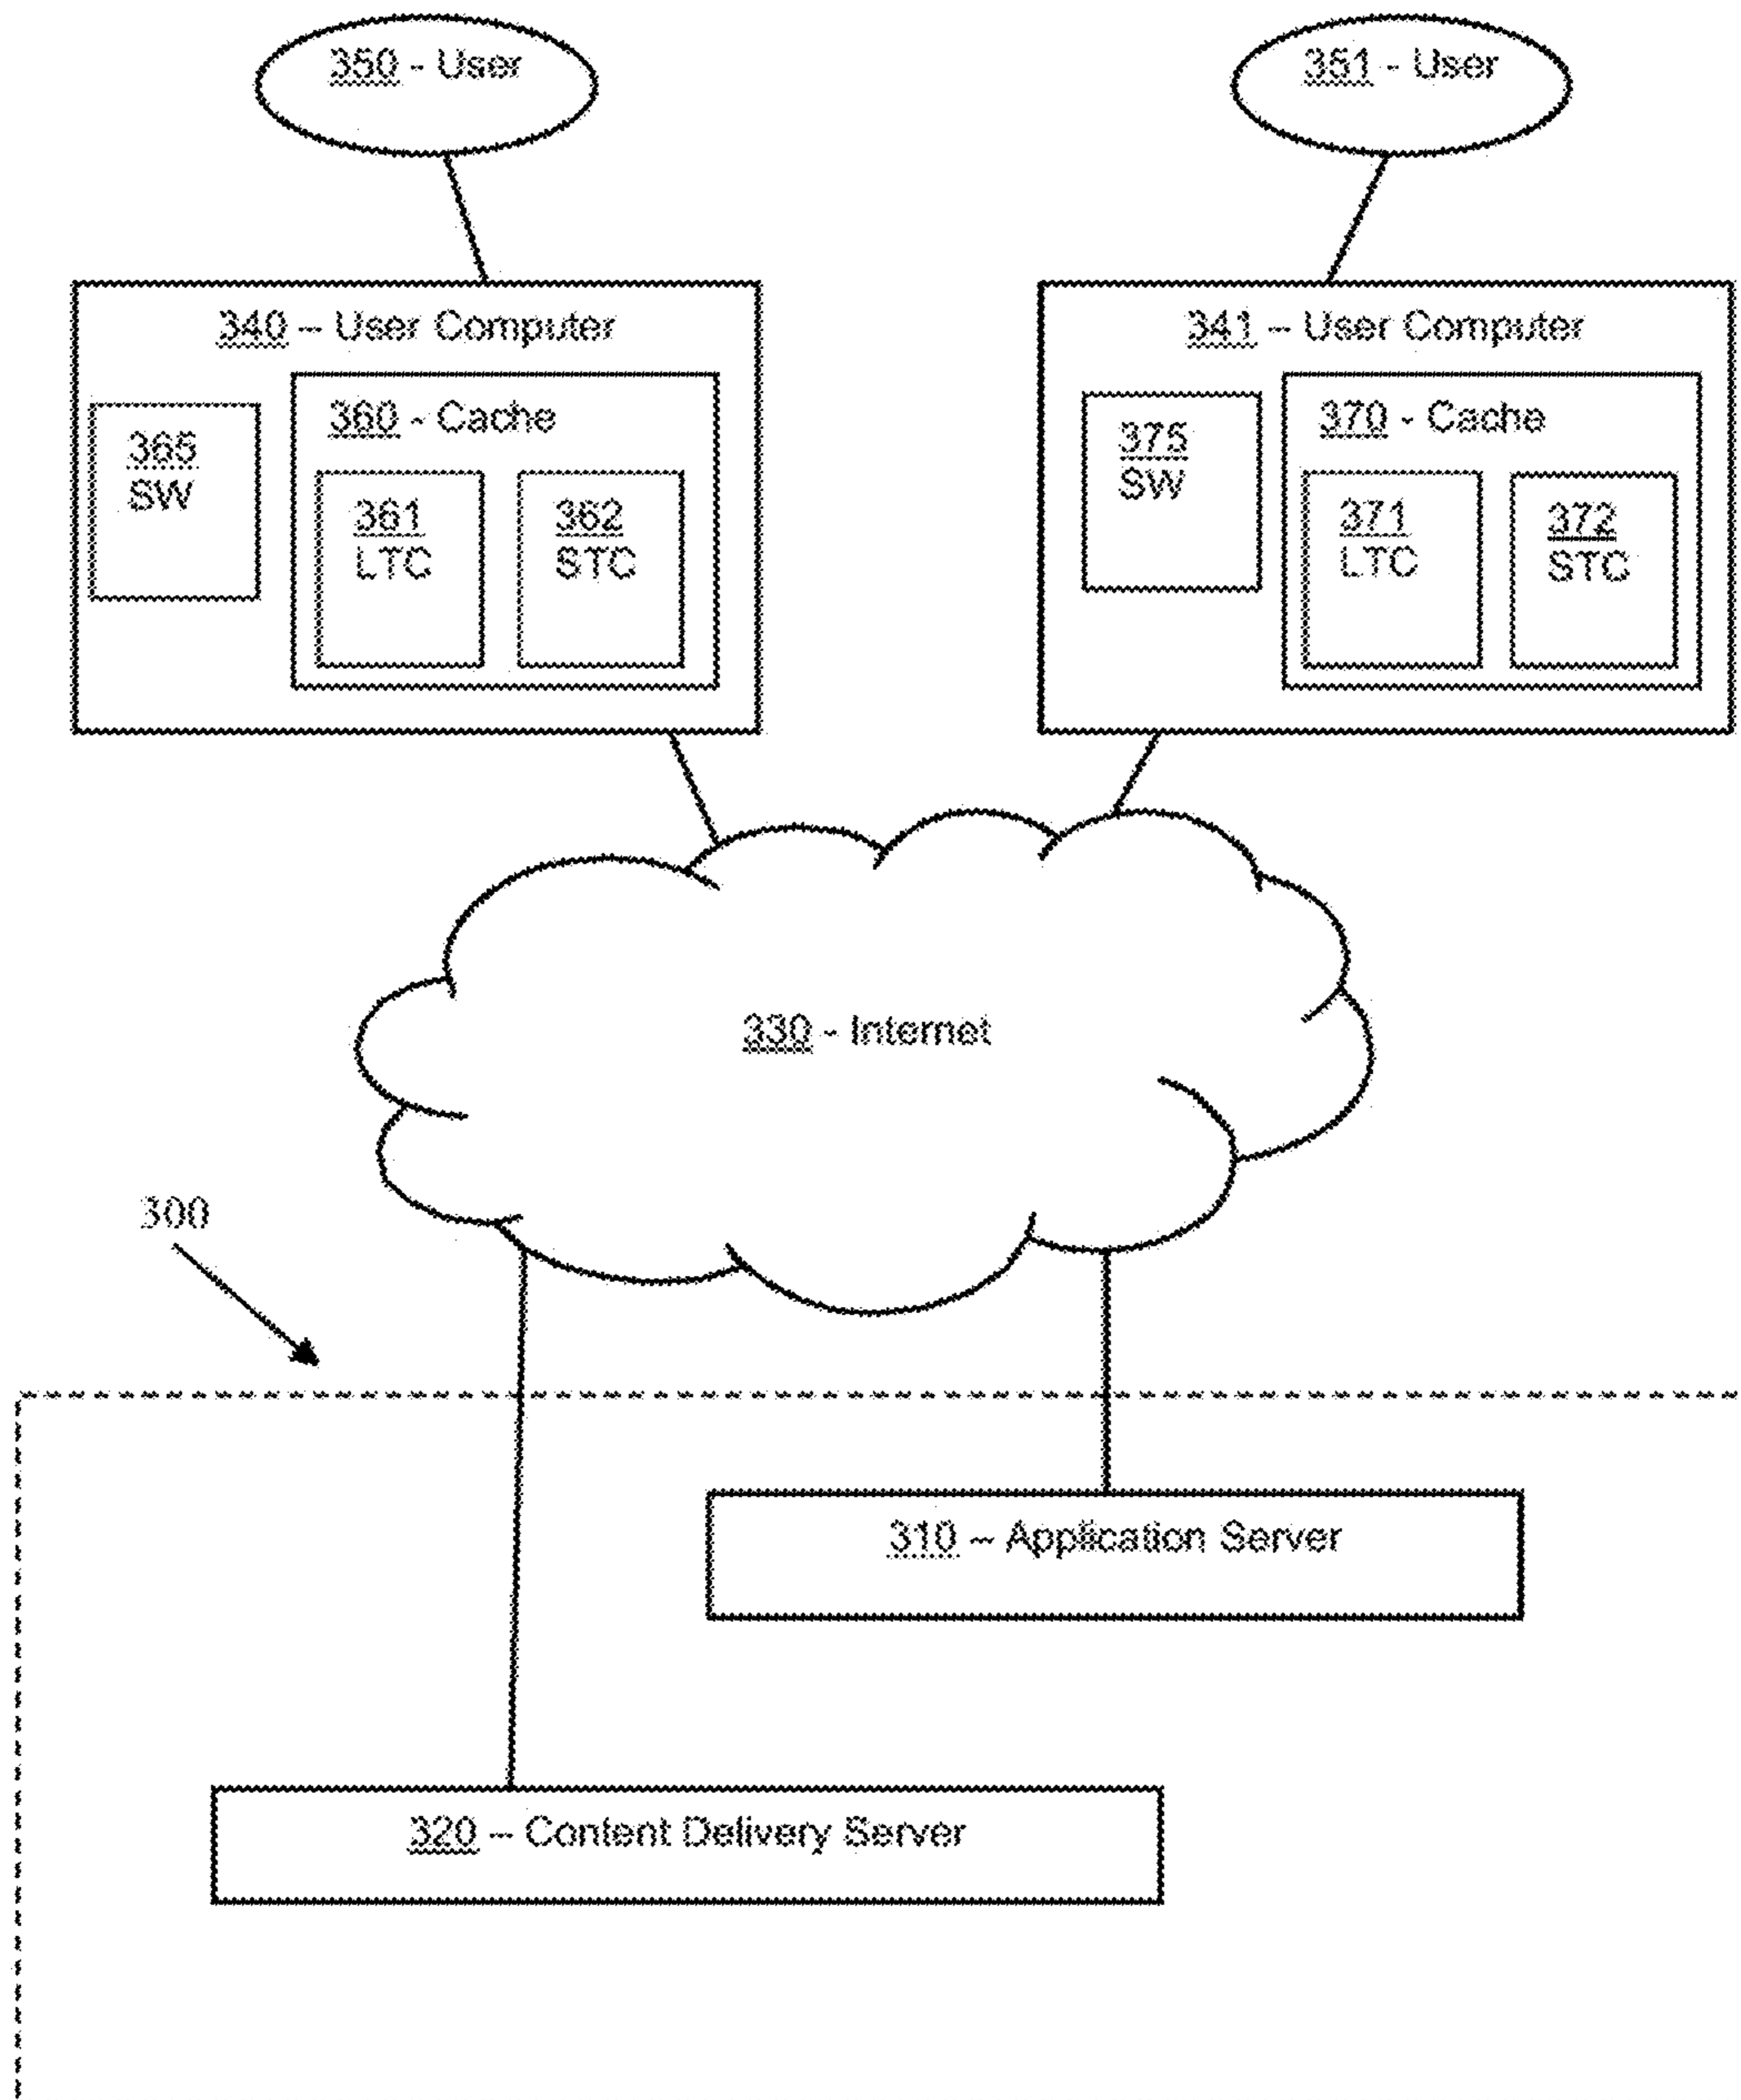 350 - User
351 - User
340 – User Computer
341 – User Computer
360 - Cache
370 - Cache
365
SW
375
SW
361
LTC
362
STC
371
LTC
372
STC
330 - Internet
300
310 – Application Server
320 – Content Delivery Server